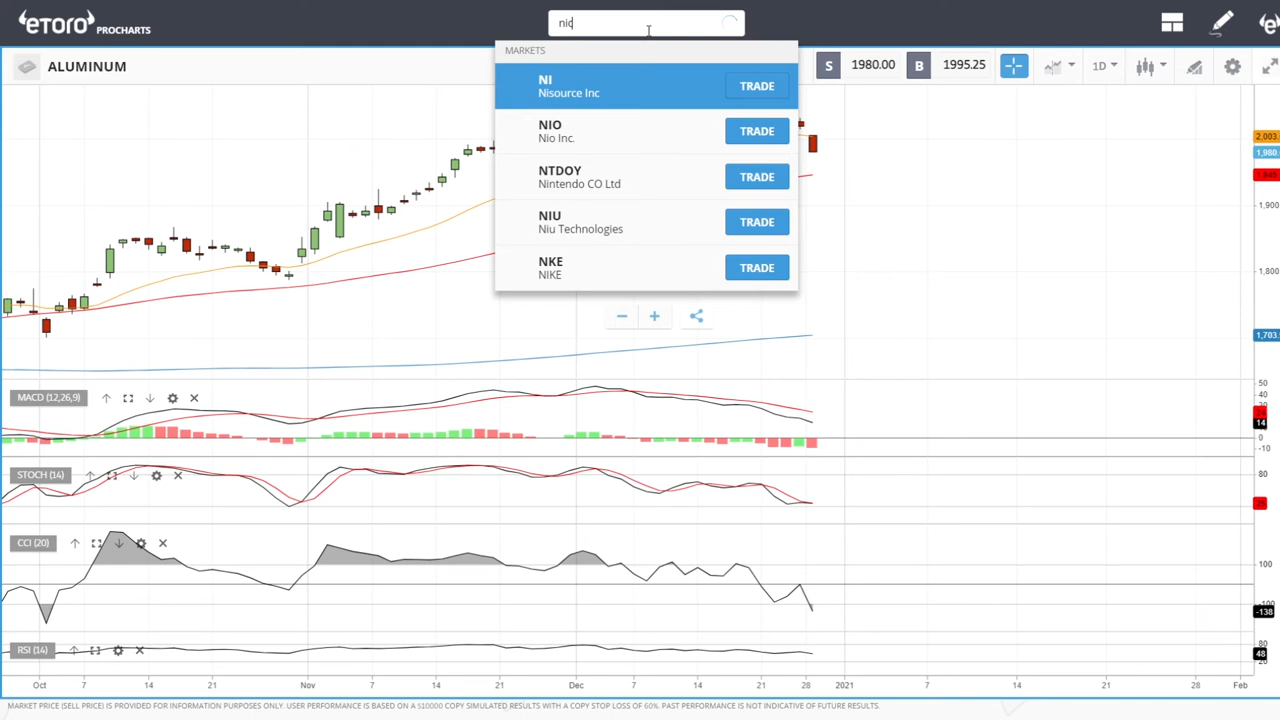 eTORO PROCHARTS
nic
MARKETS
NI
Nisource Inc
TRADE
NIO
Nio Inc.
TRADE
NTDOY
Nintendo CO Ltd
TRADE
NIU
Niu Technologies
TRADE
NKE
NIKE
TRADE
ALUMINUM
S 1980.00 B 1995.25 1D
2,003.
1,980.
1,900
1,800
1,703.
MACD (12,26,9)
50
40
14
0
-10
STOCH (14)
80
CCI (20)
100
-138
RSI (14)
80
48
20
Oct 7 14 21 Nov 7 14 21 Dec 7 14 21 28 2021 7 14 21 28 Feb
MARKET PRICE (SELL PRICE) IS PROVIDED FOR INFORMATION PURPOSES ONLY. USER PERFORMANCE IS BASED ON A $10000 COPY SIMULATED RESULTS WITH A COPY STOP LOSS OF 60%. PAST PERFORMANCE IS NOT INDICATIVE OF FUTURE RESULTS.